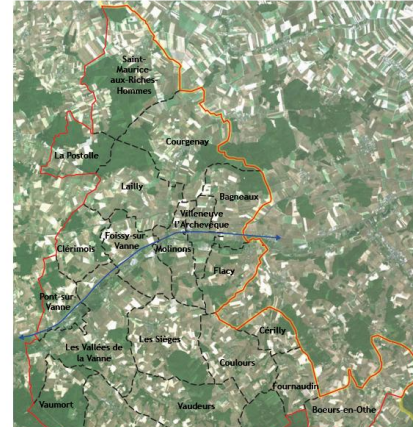 Saint-
Maurice-
aux-Riches-
Hommes
Courgenay
La Postolle
Lailly
Bagneaux
Villeneuve
l'Archevêque
Foissy-sur
Vanne
Clérimois
Molinons
Flacy
Pont-sur
Vanne
Cérilly
Les Sièges
Les Vallées de
la Vanne
Coulours
Fournaudin
Vaumort
Vaudeurs
Boeurs-en-Othe